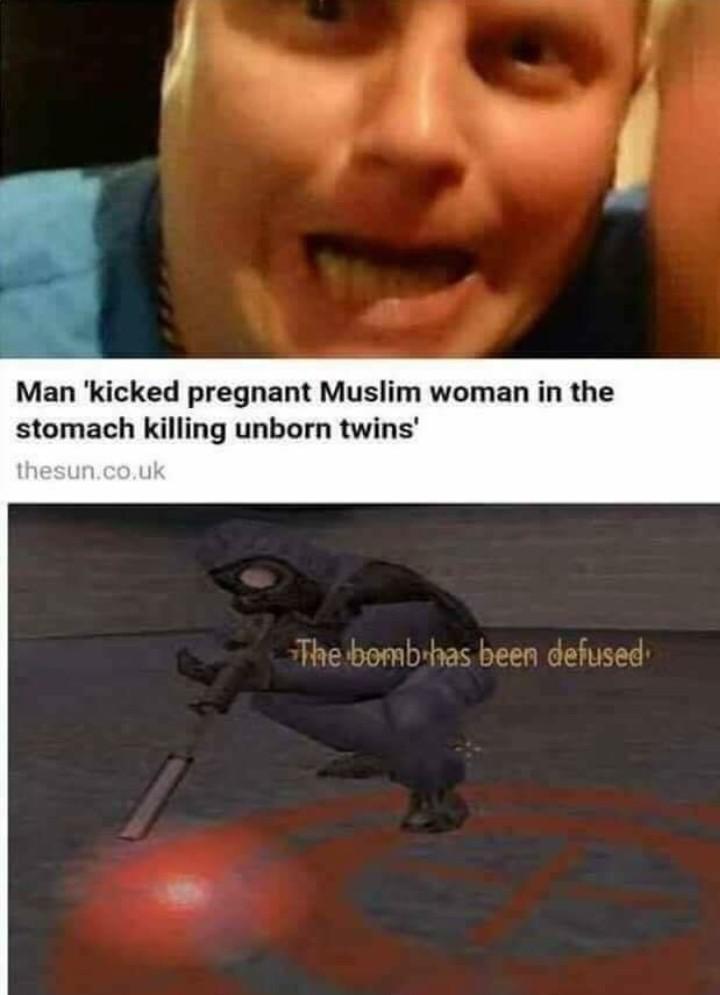 Man 'kicked pregnant Muslim woman in the
stomach killing unborn twins'
thesun.co.uk
The bomb has been defused